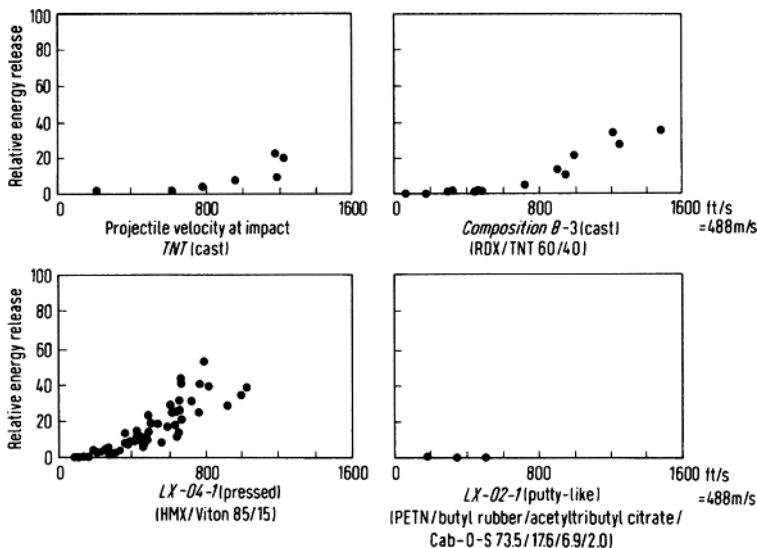 Relative energy release
100
80
60
40
20
0
0 800 1600
Projectile velocity at impact
TNT (cast)
0 800 1600 ft/s
=488m/s
Composition B-3 (cast)
(RDX/TNT 60/40)
Relative energy release
100
80
60
40
20
0
0 800 1600
LX-04-1 (pressed)
(HMX/Viton 85/15)
0 800 1600 ft/s
=488m/s
LX-02-1 (putty-like)
(PETN/butyl rubber/acetyltributyl citrate/
Cab-O-S 73.5/17.6/6.9/2.0)